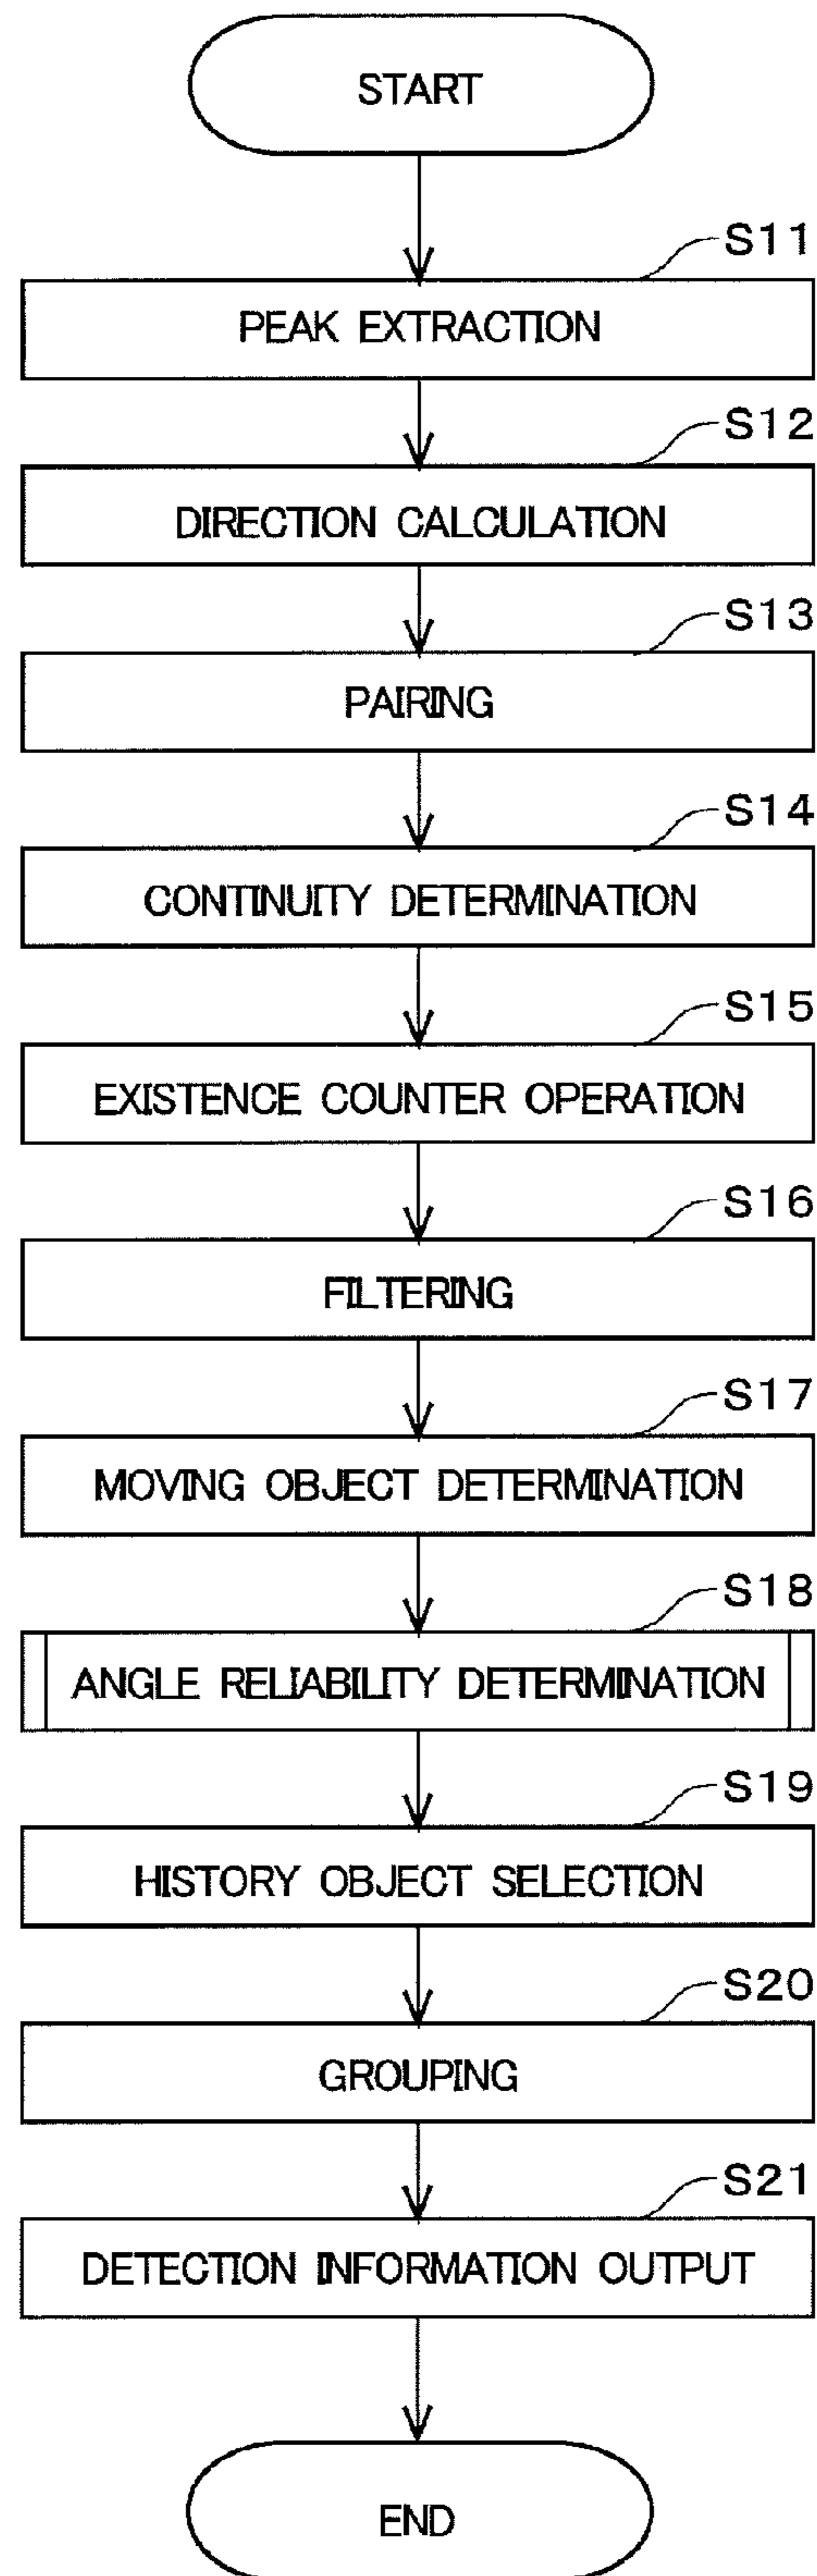 START
S11
PEAK EXTRACTION
S12
DIRECTION CALCULATION
S13
PAIRING
S14
CONTINUITY DETERMINATION
S15
EXISTENCE COUNTER OPERATION
S16
FILTERING
S17
MOVING OBJECT DETERMINATION
S18
ANGLE RELIABILITY DETERMINATION
S19
HISTORY OBJECT SELECTION
S20
GROUPING
S21
DETECTION INFORMATION OUTPUT
END